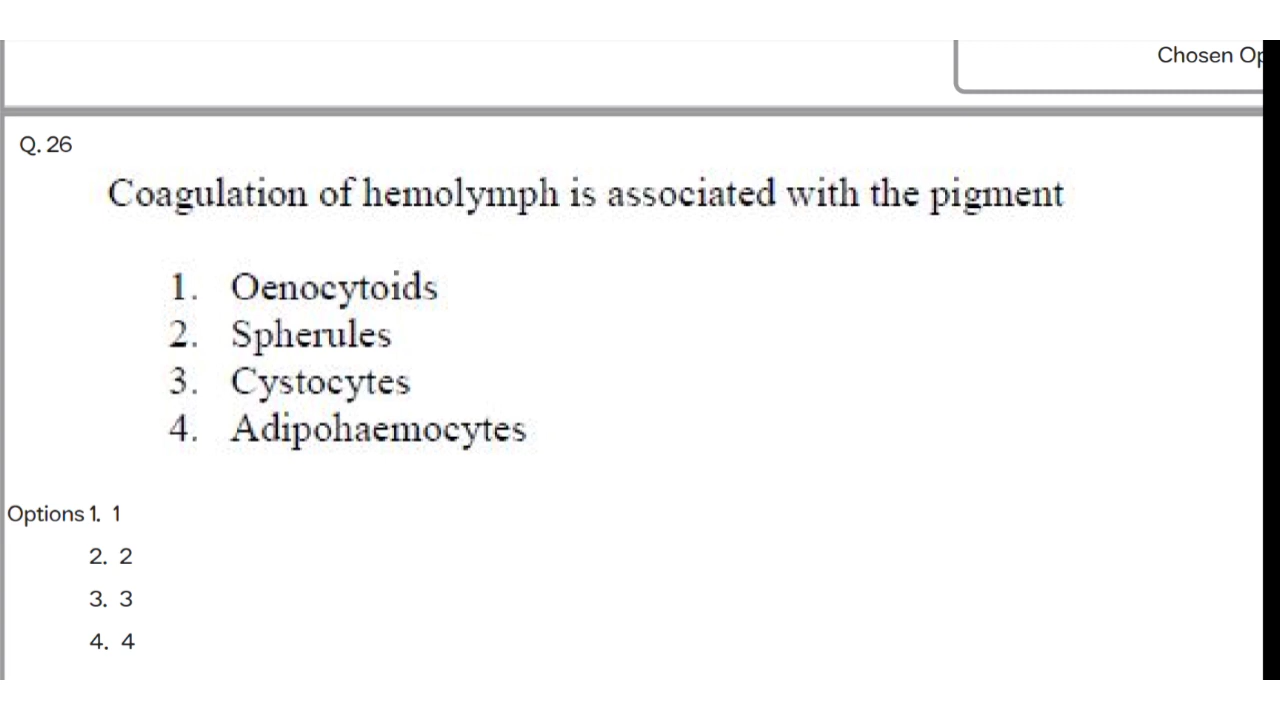 Chosen
Q. 26
Coagulation of hemolymph is associated with the pigment
1. Oenocytoids
2. Spherules
3. Cystocytes
4. Adipohaemocytes
Options 1. 1
2. 2
3. 3
4. 4